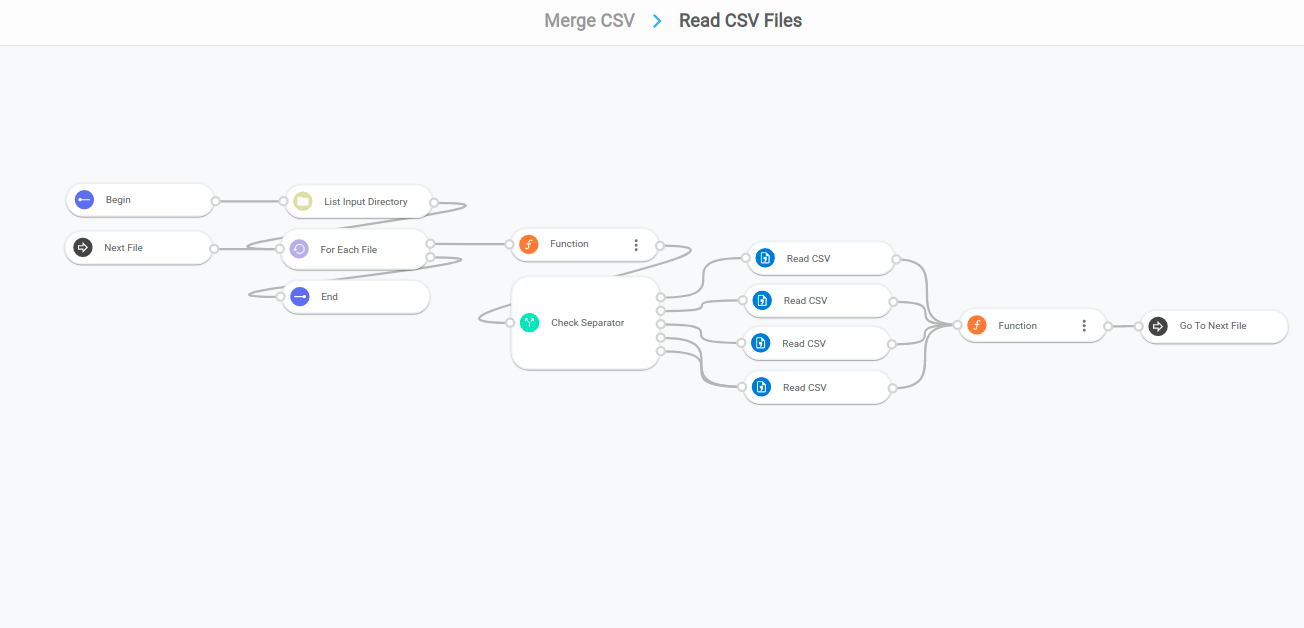 Merge CSV > Read CSV Files
Begin
List Input Directory
Next File
For Each File
End
Function
Check Separator
Read CSV
Read CSV
Read CSV
Read CSV
Function
Go To Next File